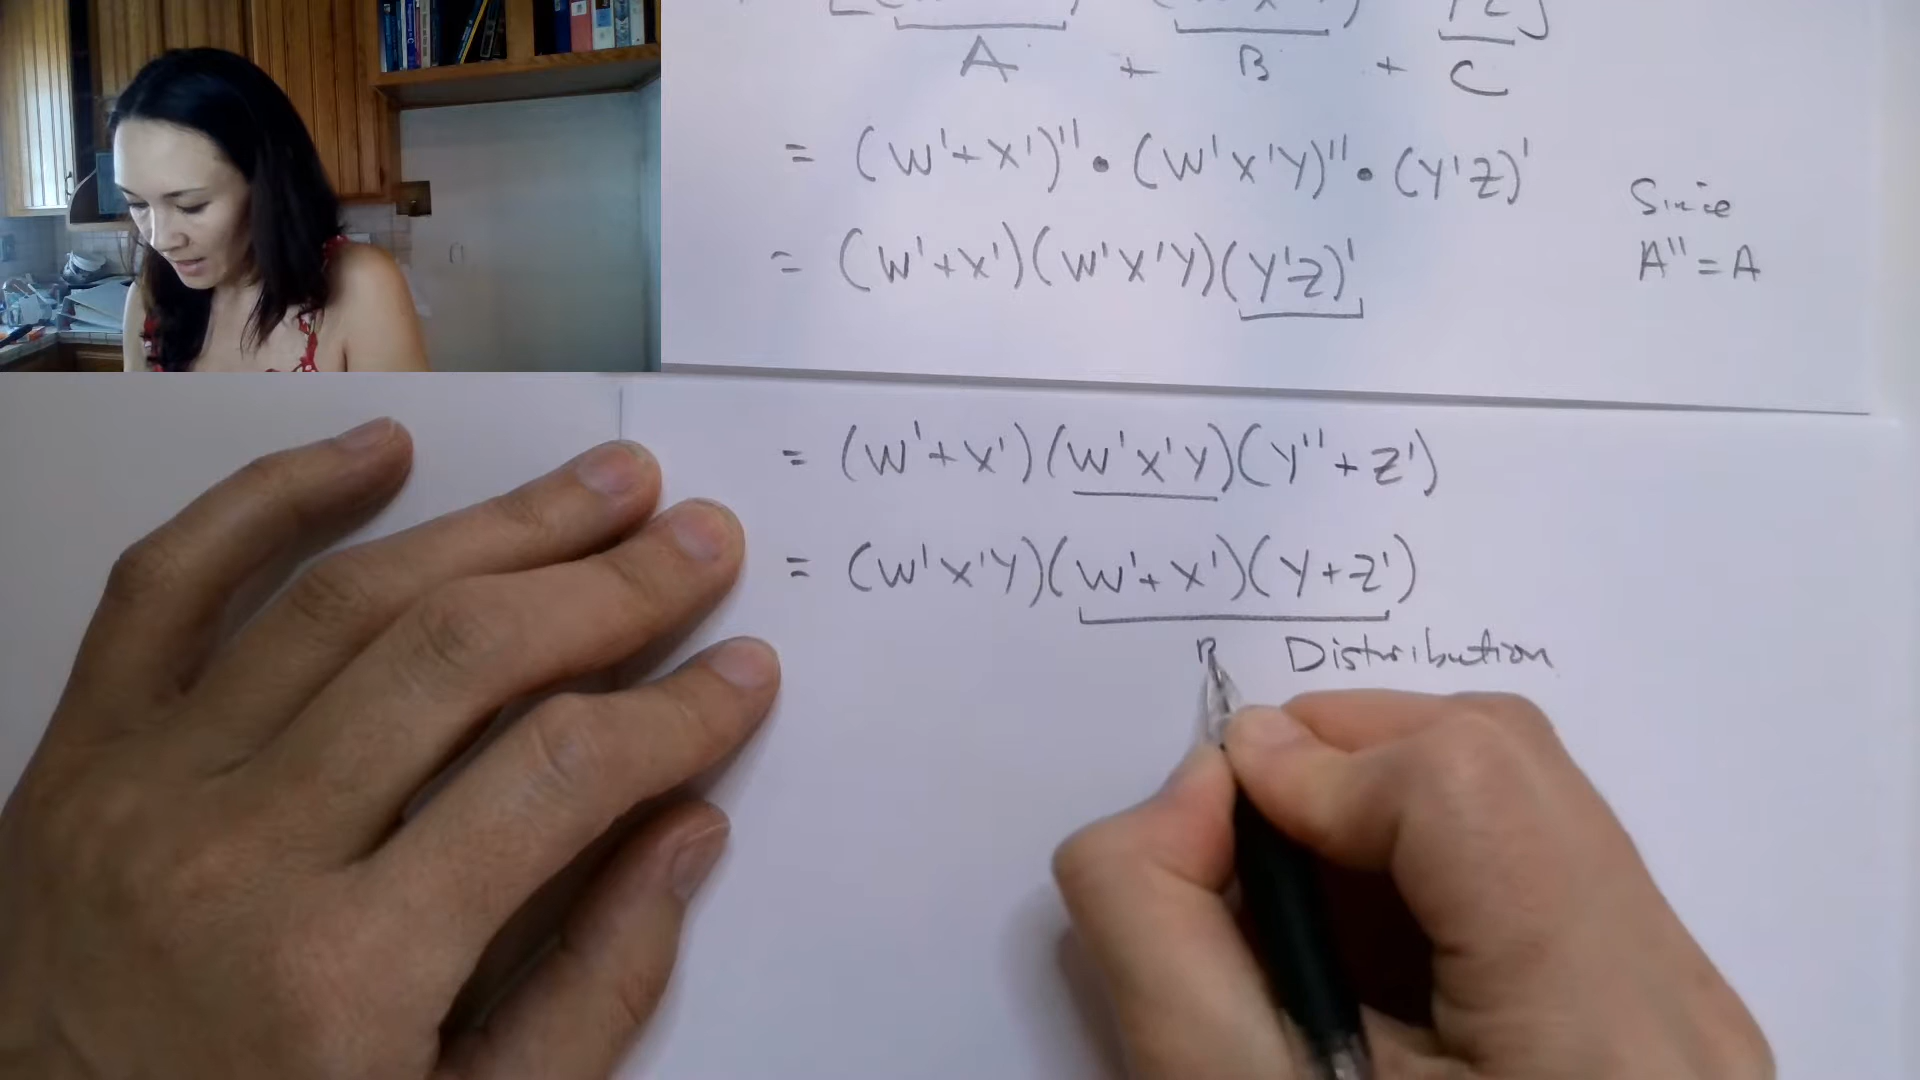 A + B + C
= (W'+X')'' • (W'X'Y)'' • (Y'Z)'
= (W'+X')(W'X'Y)(Y'Z)'
Since
A'' = A
= (W'+X')(W'X'Y)(Y''+Z')
= (W'X'Y)(W'+X')(Y+Z')
Distribution